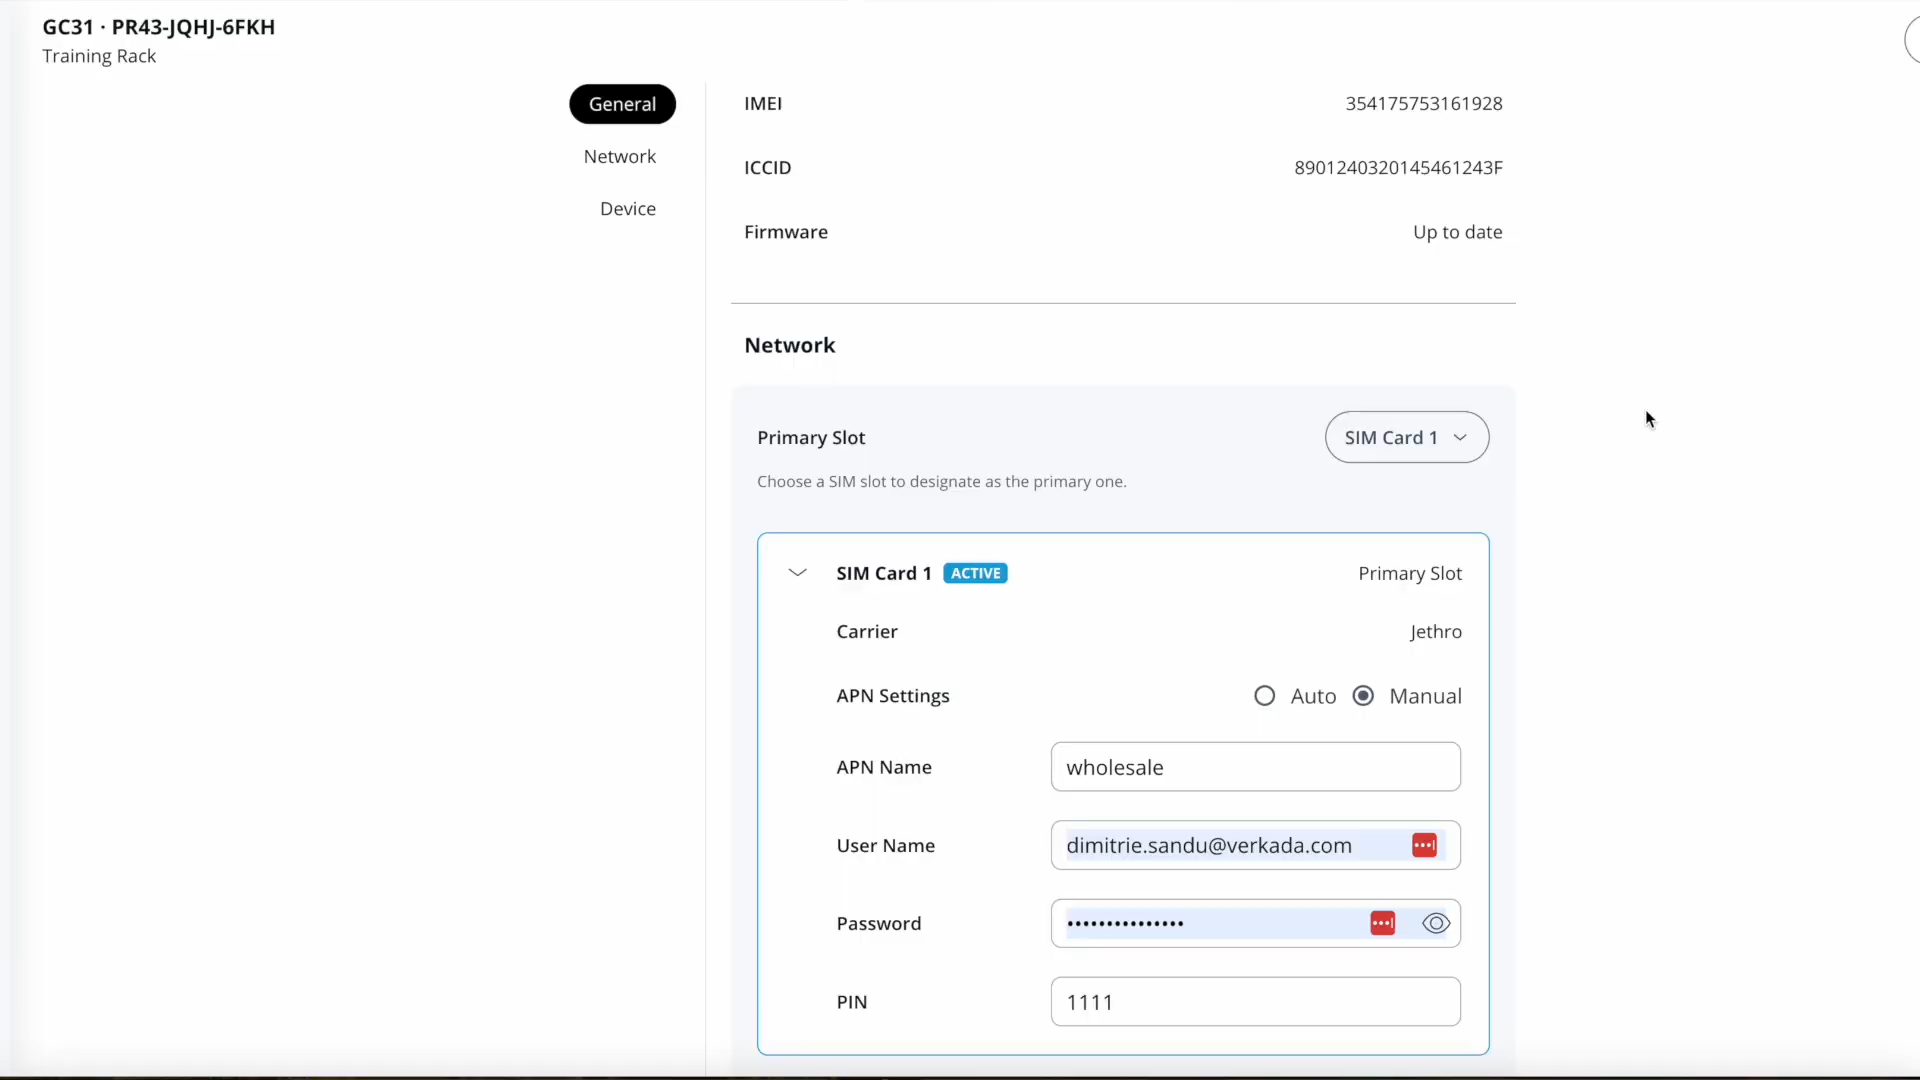 GC31 · PR43-JQHJ-6FKH
Training Rack
General
Network
Device
IMEI 354175753161928
ICCID 8901240320145461243F
Firmware Up to date
Network
Primary Slot SIM Card 1
Choose a SIM slot to designate as the primary one.
SIM Card 1 ACTIVE Primary Slot
Carrier Jethro
APN Settings Auto Manual
APN Name wholesale
User Name dimitrie.sandu@verkada.com
Password •••••••••••••••
PIN 1111